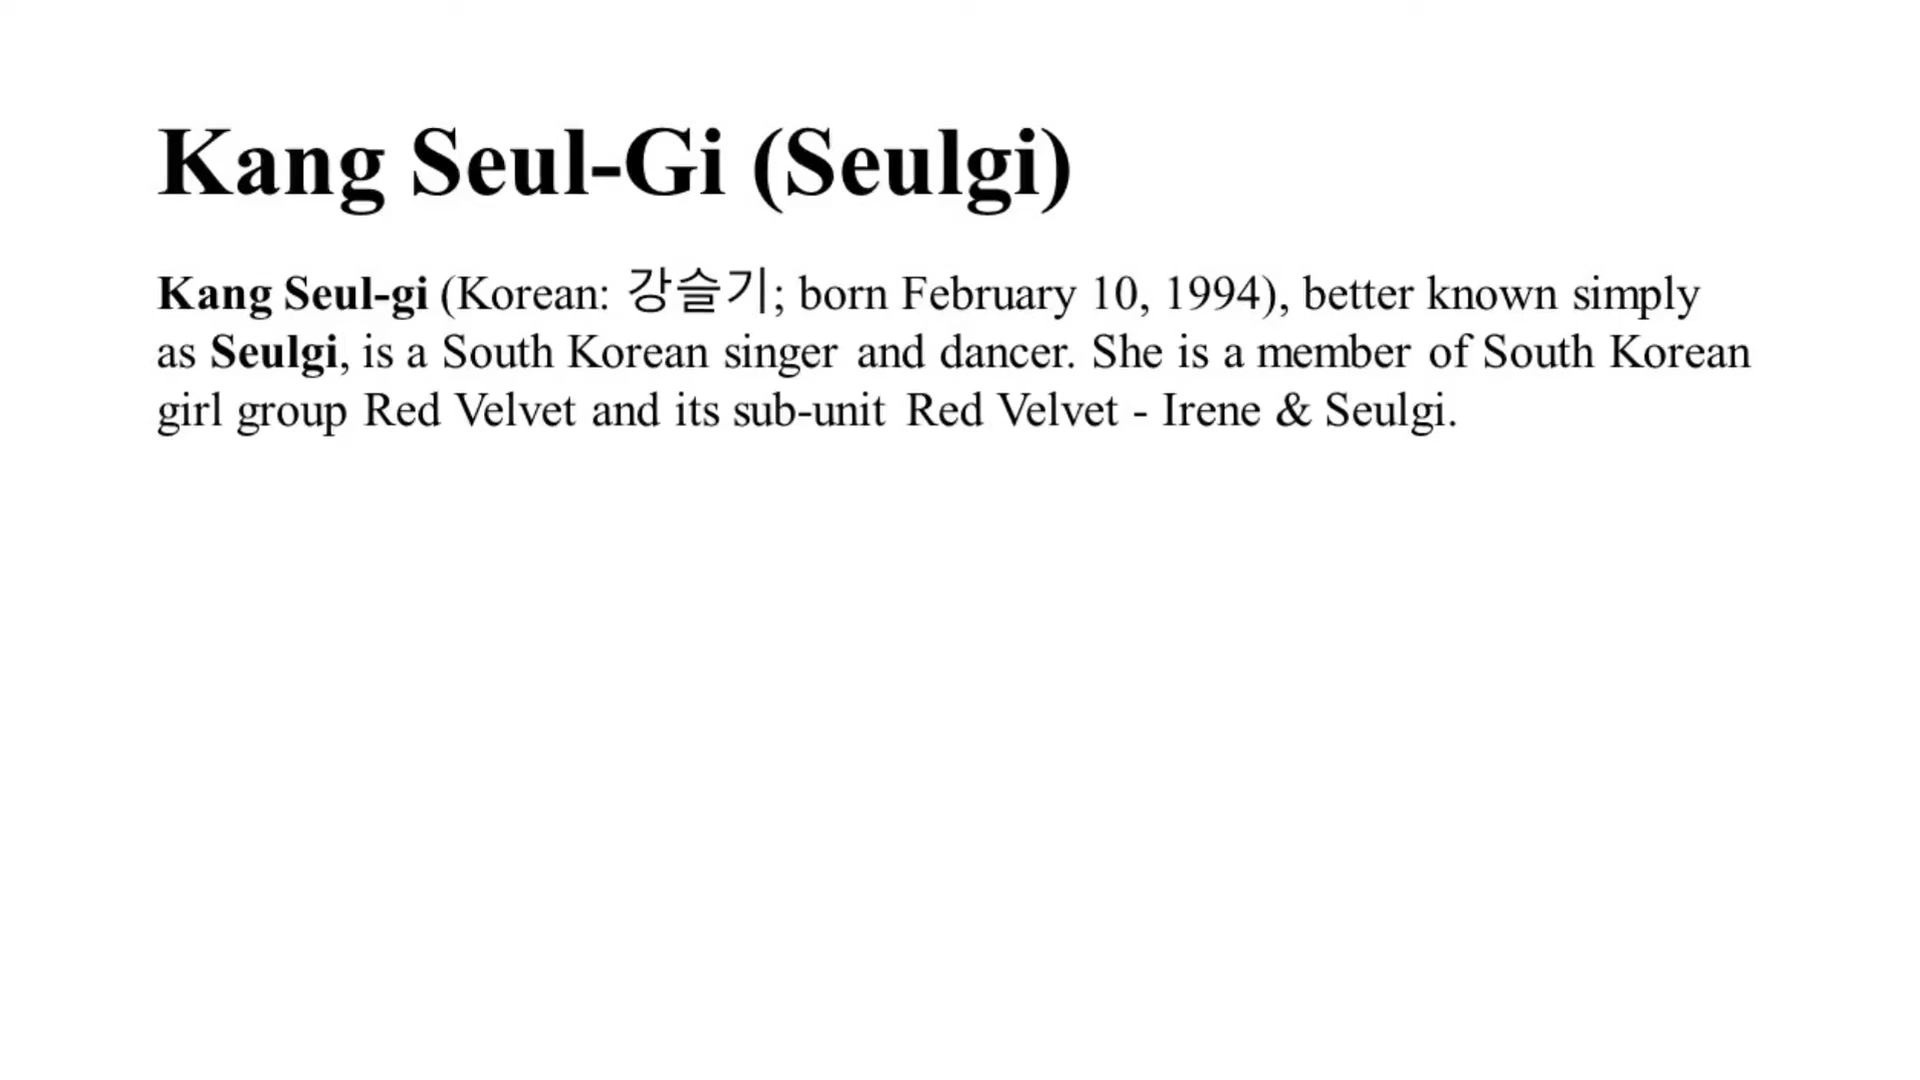 Kang Seul-Gi (Seulgi)
Kang Seul-gi (Korean: 강슬기; born February 10, 1994), better known simply
as Seulgi, is a South Korean singer and dancer. She is a member of South Korean
girl group Red Velvet and its sub-unit Red Velvet - Irene & Seulgi.